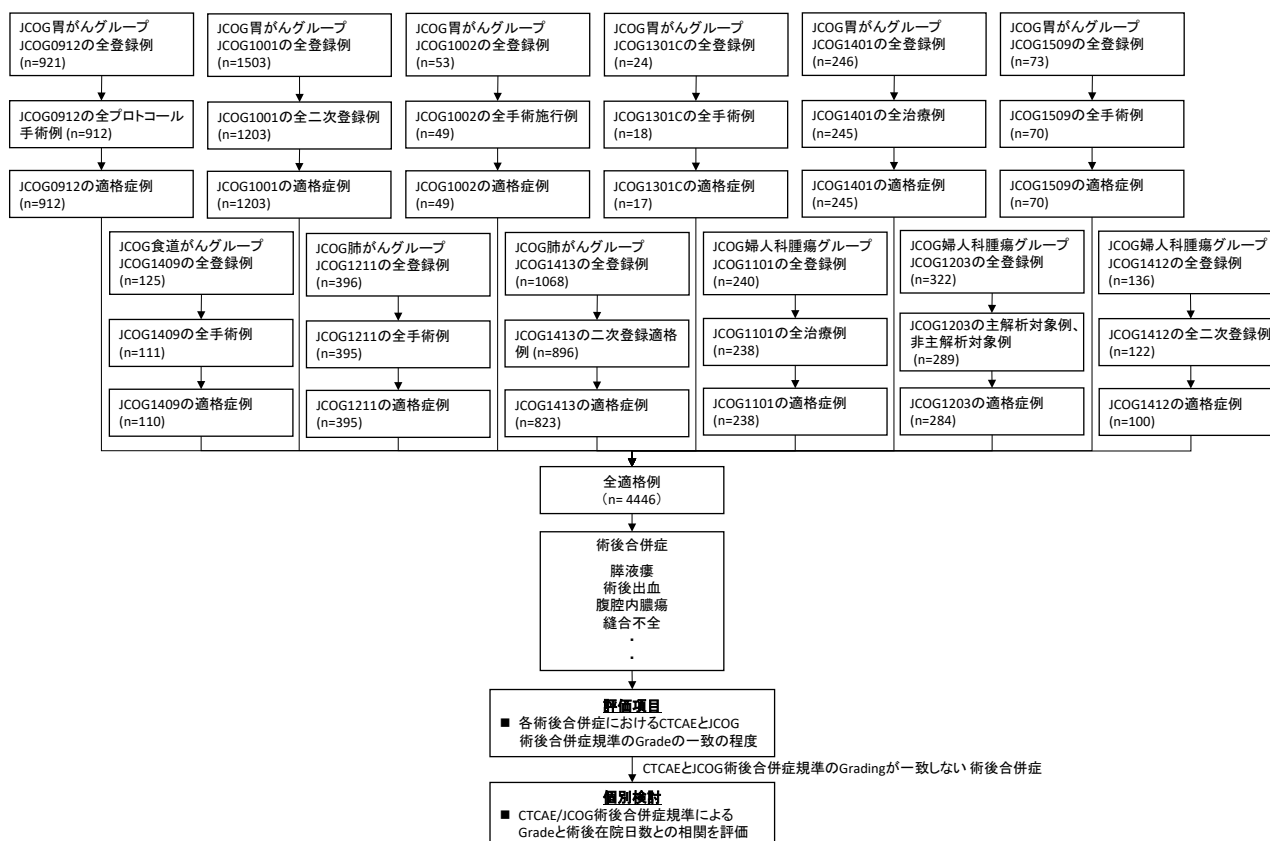 JCOG胃がんグループ
JCOG0912の全登録例
(n=921)
JCOG0912の全プロトコール
手術例 (n=912)
JCOG0912の適格症例
(n=912)
JCOG胃がんグループ
JCOG1001の全登録例
(n=1503)
JCOG1001の全二次登録例
(n=1203)
JCOG1001の適格症例
(n=1203)
JCOG胃がんグループ
JCOG1002の全登録例
(n=53)
JCOG1002の全手術施行例
(n=49)
JCOG1002の適格症例
(n=49)
JCOG胃がんグループ
JCOG1301Cの全登録例
(n=24)
JCOG1301Cの全手術例
(n=18)
JCOG1301Cの適格症例
(n=17)
JCOG胃がんグループ
JCOG1401の全登録例
(n=246)
JCOG1401の全治療例
(n=245)
JCOG1401の適格症例
(n=245)
JCOG胃がんグループ
JCOG1509の全登録例
(n=73)
JCOG1509の全手術例
(n=70)
JCOG1509の適格症例
(n=70)
JCOG食道がんグループ
JCOG1409の全登録例
(n=125)
JCOG1409の全手術例
(n=111)
JCOG1409の適格症例
(n=110)
JCOG肺がんグループ
JCOG1211の全登録例
(n=396)
JCOG1211の全手術例
(n=395)
JCOG1211の適格症例
(n=395)
JCOG肺がんグループ
JCOG1413の全登録例
(n=1068)
JCOG1413の二次登録適格
例 (n=896)
JCOG1413の適格症例
(n=823)
JCOG婦人科腫瘍グループ
JCOG1101の全登録例
(n=240)
JCOG1101の全治療例
(n=238)
JCOG1101の適格症例
(n=238)
JCOG婦人科腫瘍グループ
JCOG1203の全登録例
(n=322)
JCOG1203の主解析対象例、
非主解析対象例
(n=289)
JCOG1203の適格症例
(n=284)
JCOG婦人科腫瘍グループ
JCOG1412の全登録例
(n=136)
JCOG1412の全二次登録例
(n=122)
JCOG1412の適格症例
(n=100)
全適格例
(n= 4446)
術後合併症
膵液瘻
術後出血
腹腔内膿瘍
縫合不全
・
・
評価項目
■ 各術後合併症におけるCTCAEとJCOG
術後合併症規準のGradeの一致の程度
CTCAEとJCOG術後合併症規準のGradingが一致しない 術後合併症
個別検討
■ CTCAE/JCOG術後合併症規準による
Gradeと術後在院日数との相関を評価